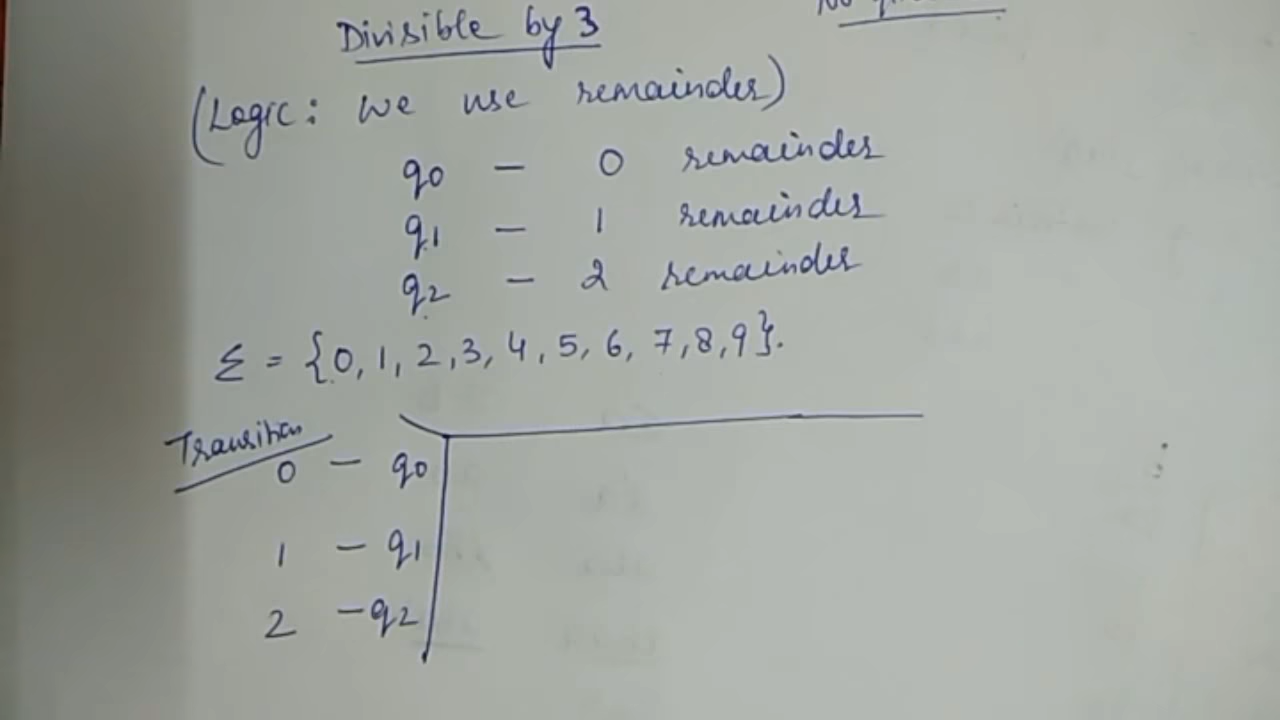 Divisible by 3
(Logic: we use remainder)
q0 - 0 remainder
q1 - 1 remainder
q2 - 2 remainder
Σ = {0, 1, 2, 3, 4, 5, 6, 7, 8, 9}.
Transition
0 - q0
1 - q1
2 - q2